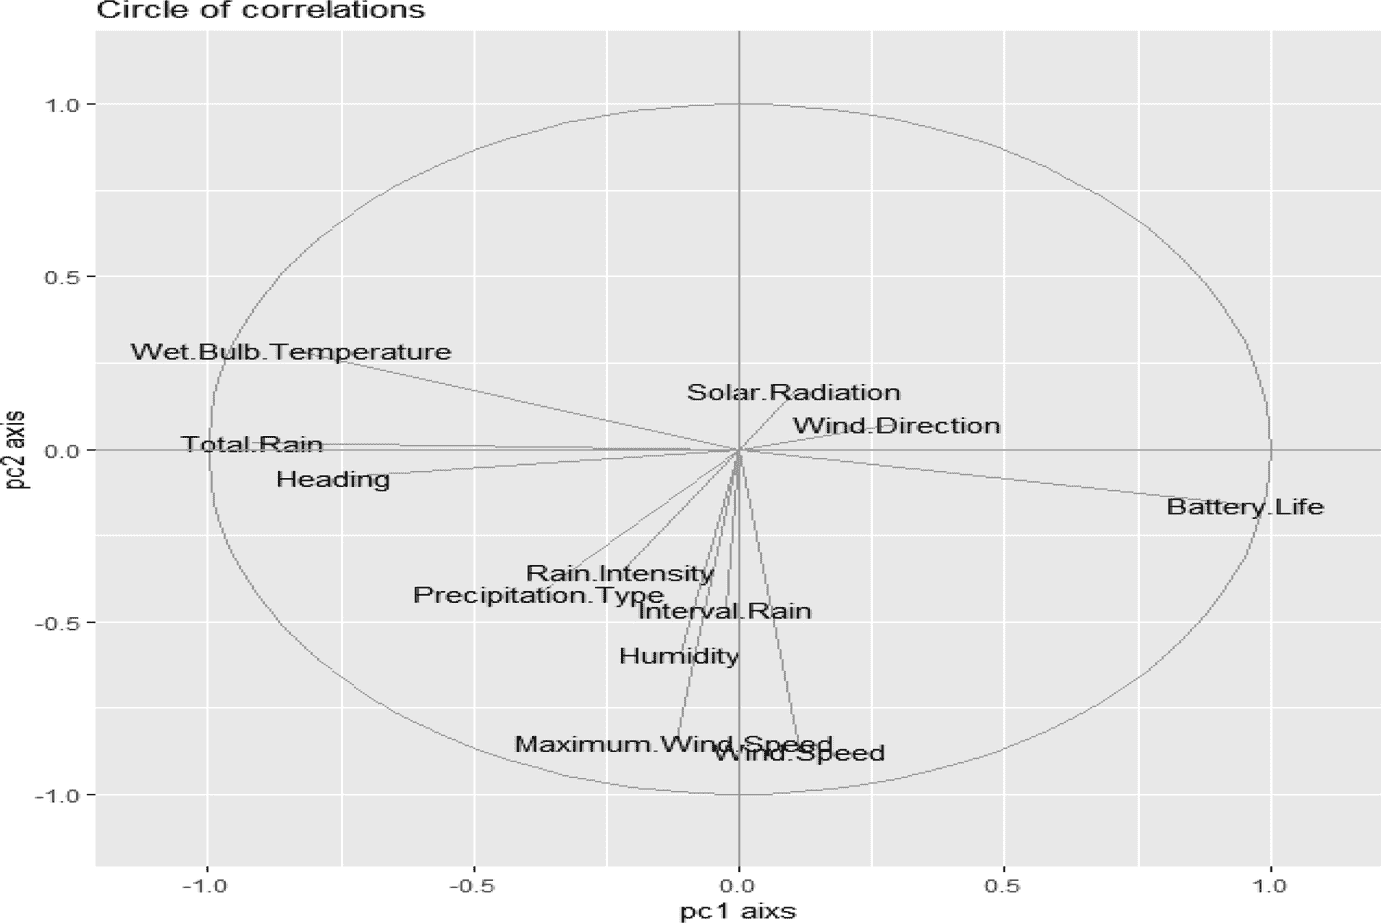 Circle of correlations
1.0
0.5
0.0
-0.5
-1.0
pc2 axis
Wet.Bulb.Temperature
Solar.Radiation
Wind.Direction
Total.Rain
Heading
Battery.Life
Rain.Intensity
Precipitation.Type
Interval.Rain
Humidity
Maximum.Wind.Speed
Wind.Speed
-1.0
-0.5
0.0
0.5
1.0
pc1 aixs